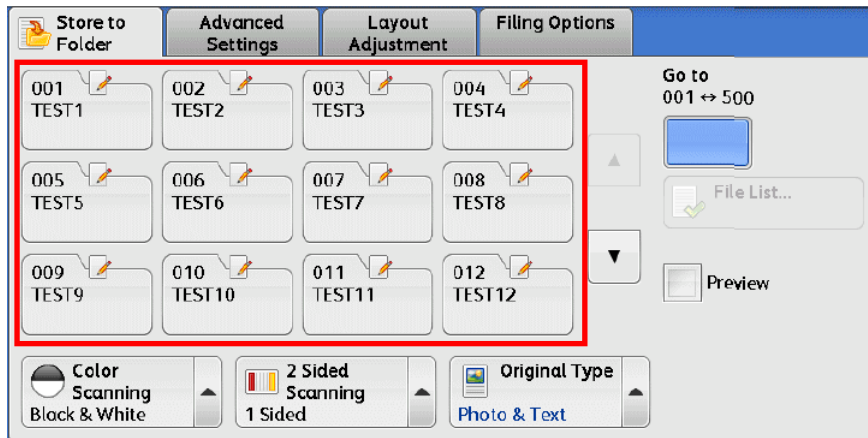 Store to
Folder
Advanced
Settings
Layout
Adjustment
Filing Options
001
TEST1
002
TEST2
003
TEST3
004
TEST4
005
TEST5
006
TEST6
007
TEST7
008
TEST8
009
TEST9
010
TEST10
011
TEST11
012
TEST12
Go to
001 ↔ 500
▲
File List...
▼
Preview
Color
Scanning
Black & White
2 Sided
Scanning
1 Sided
Original Type
Photo & Text